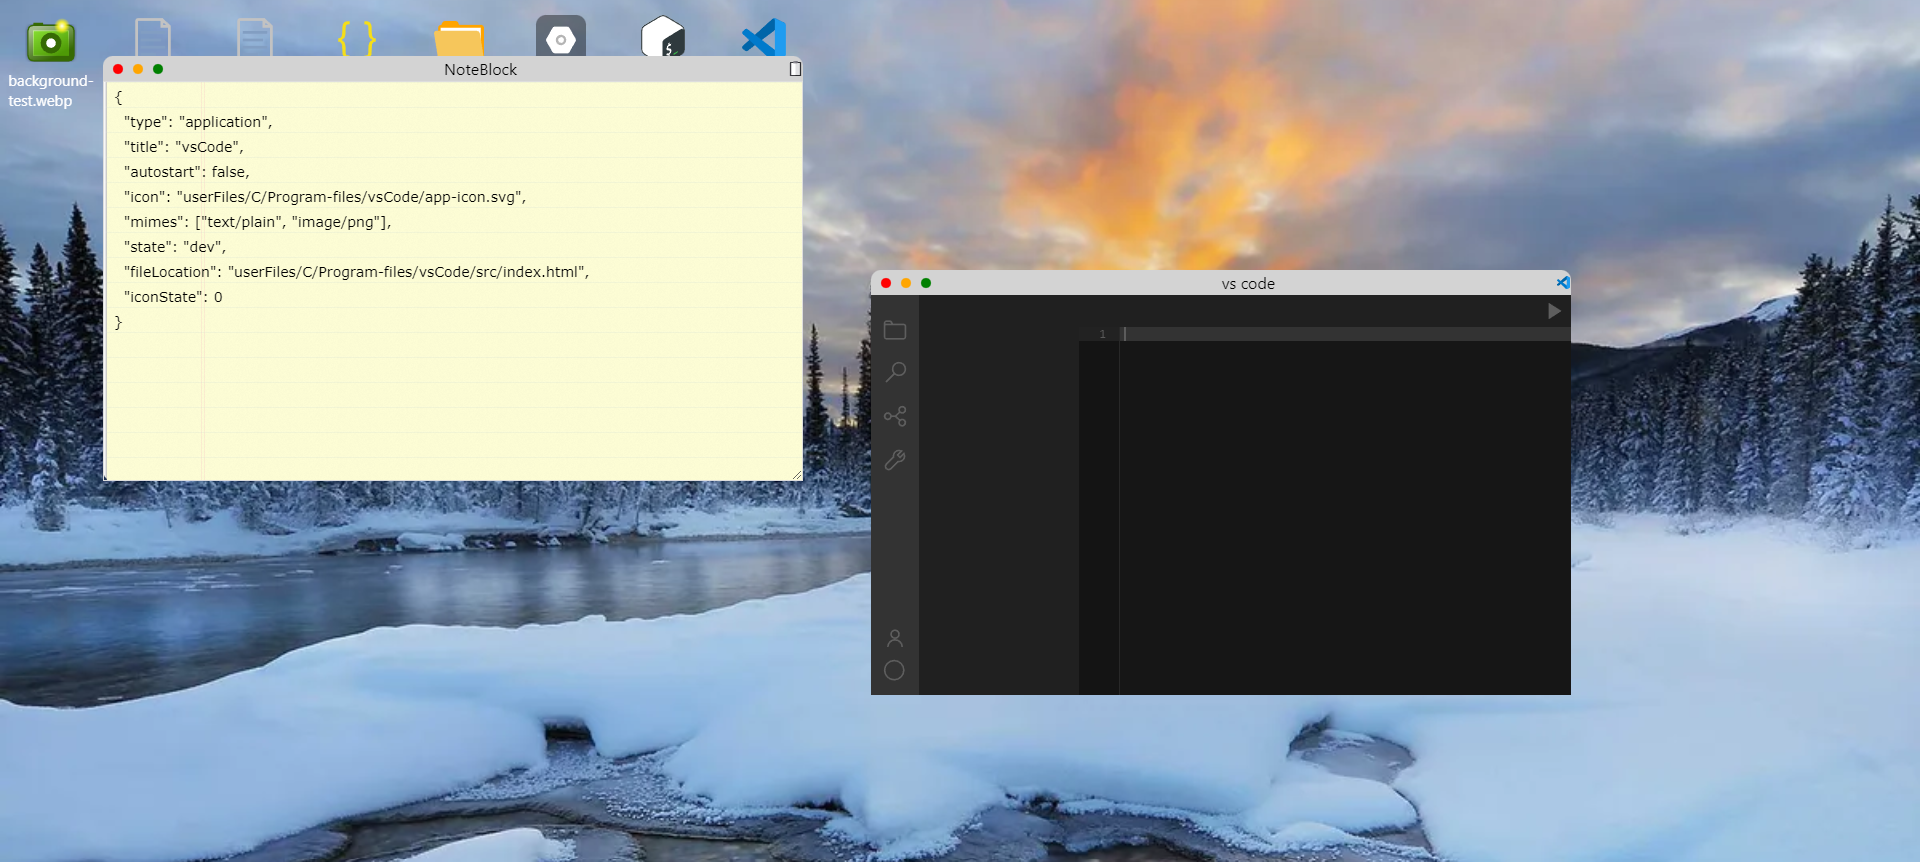 background-
test.webp
NoteBlock
{
"type": "application",
"title": "vsCode",
"autostart": false,
"icon": "userFiles/C/Program-files/vsCode/app-icon.svg",
"mimes": ["text/plain", "image/png"],
"state": "dev",
"fileLocation": "userFiles/C/Program-files/vsCode/src/index.html",
"iconState": 0
}
vs code
1